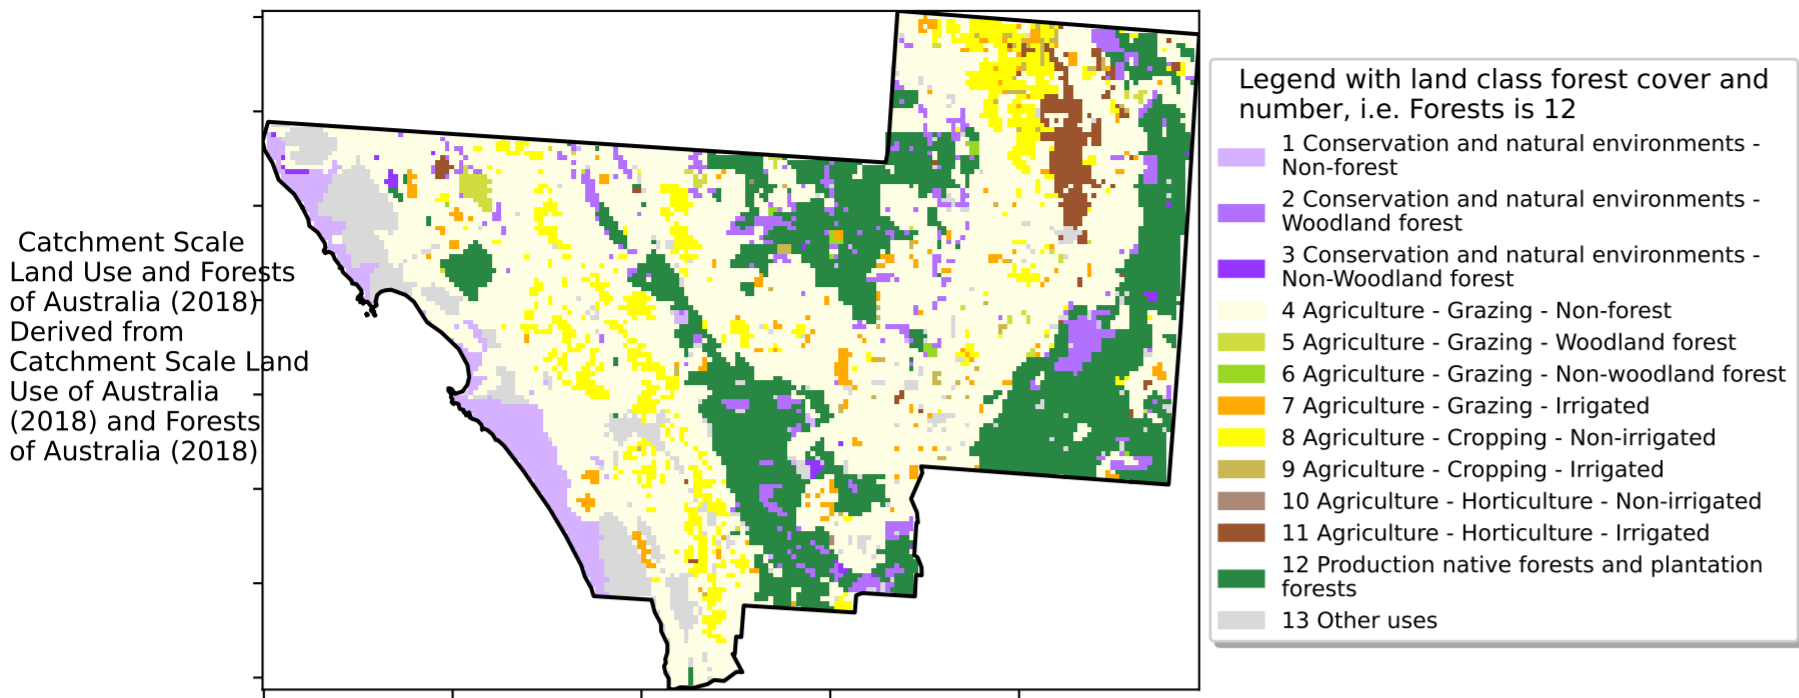 Catchment Scale
Land Use and Forests
of Australia (2018)
Derived from
Catchment Scale Land
Use of Australia
(2018) and Forests
of Australia (2018)
Legend with land class forest cover and
number, i.e. Forests is 12
1 Conservation and natural environments -
Non-forest
2 Conservation and natural environments -
Woodland forest
3 Conservation and natural environments -
Non-Woodland forest
4 Agriculture - Grazing - Non-forest
5 Agriculture - Grazing - Woodland forest
6 Agriculture - Grazing - Non-woodland forest
7 Agriculture - Grazing - Irrigated
8 Agriculture - Cropping - Non-irrigated
9 Agriculture - Cropping - Irrigated
10 Agriculture - Horticulture - Non-irrigated
11 Agriculture - Horticulture - Irrigated
12 Production native forests and plantation
forests
13 Other uses